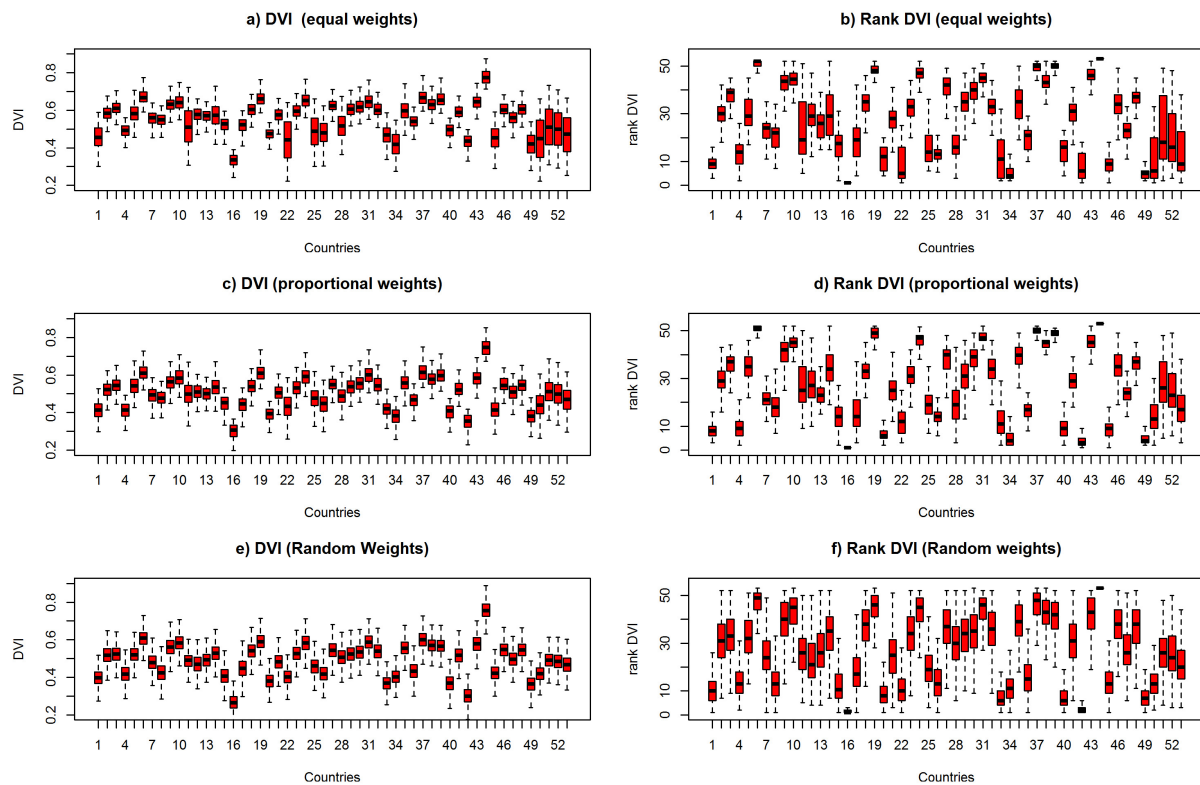 a) DVI (equal weights)
DVI
0.2 0.4 0.6 0.8
1 4 7 10 13 16 19 22 25 28 31 34 37 40 43 46 49 52
Countries
b) Rank DVI (equal weights)
rank DVI
0 10 30 50
1 4 7 10 13 16 19 22 25 28 31 34 37 40 43 46 49 52
Countries
c) DVI (proportional weights)
DVI
0.2 0.4 0.6 0.8
1 4 7 10 13 16 19 22 25 28 31 34 37 40 43 46 49 52
Countries
d) Rank DVI (proportional weights)
rank DVI
0 10 30 50
1 4 7 10 13 16 19 22 25 28 31 34 37 40 43 46 49 52
Countries
e) DVI (Random Weights)
DVI
0.2 0.4 0.6 0.8
1 4 7 10 13 16 19 22 25 28 31 34 37 40 43 46 49 52
Countries
f) Rank DVI (Random weights)
rank DVI
0 10 30 50
1 4 7 10 13 16 19 22 25 28 31 34 37 40 43 46 49 52
Countries